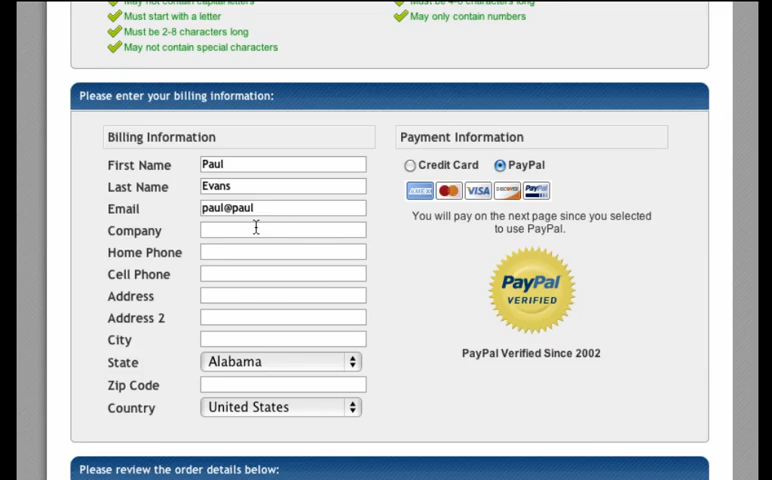 May not contain capital letters
Must be 4-8 characters long
Must start with a letter
May only contain numbers
Must be 2-8 characters long
May not contain special characters
Please enter your billing information:
Billing Information
Payment Information
First Name Paul
Credit Card PayPal
Last Name Evans
AMEX VISA DISCOVER PayPal
Email paul@paul
You will pay on the next page since you selected
to use PayPal.
Company
Home Phone
Cell Phone
PayPal
VERIFIED
Address
Address 2
City
PayPal Verified Since 2002
State Alabama
Zip Code
Country United States
Please review the order details below: